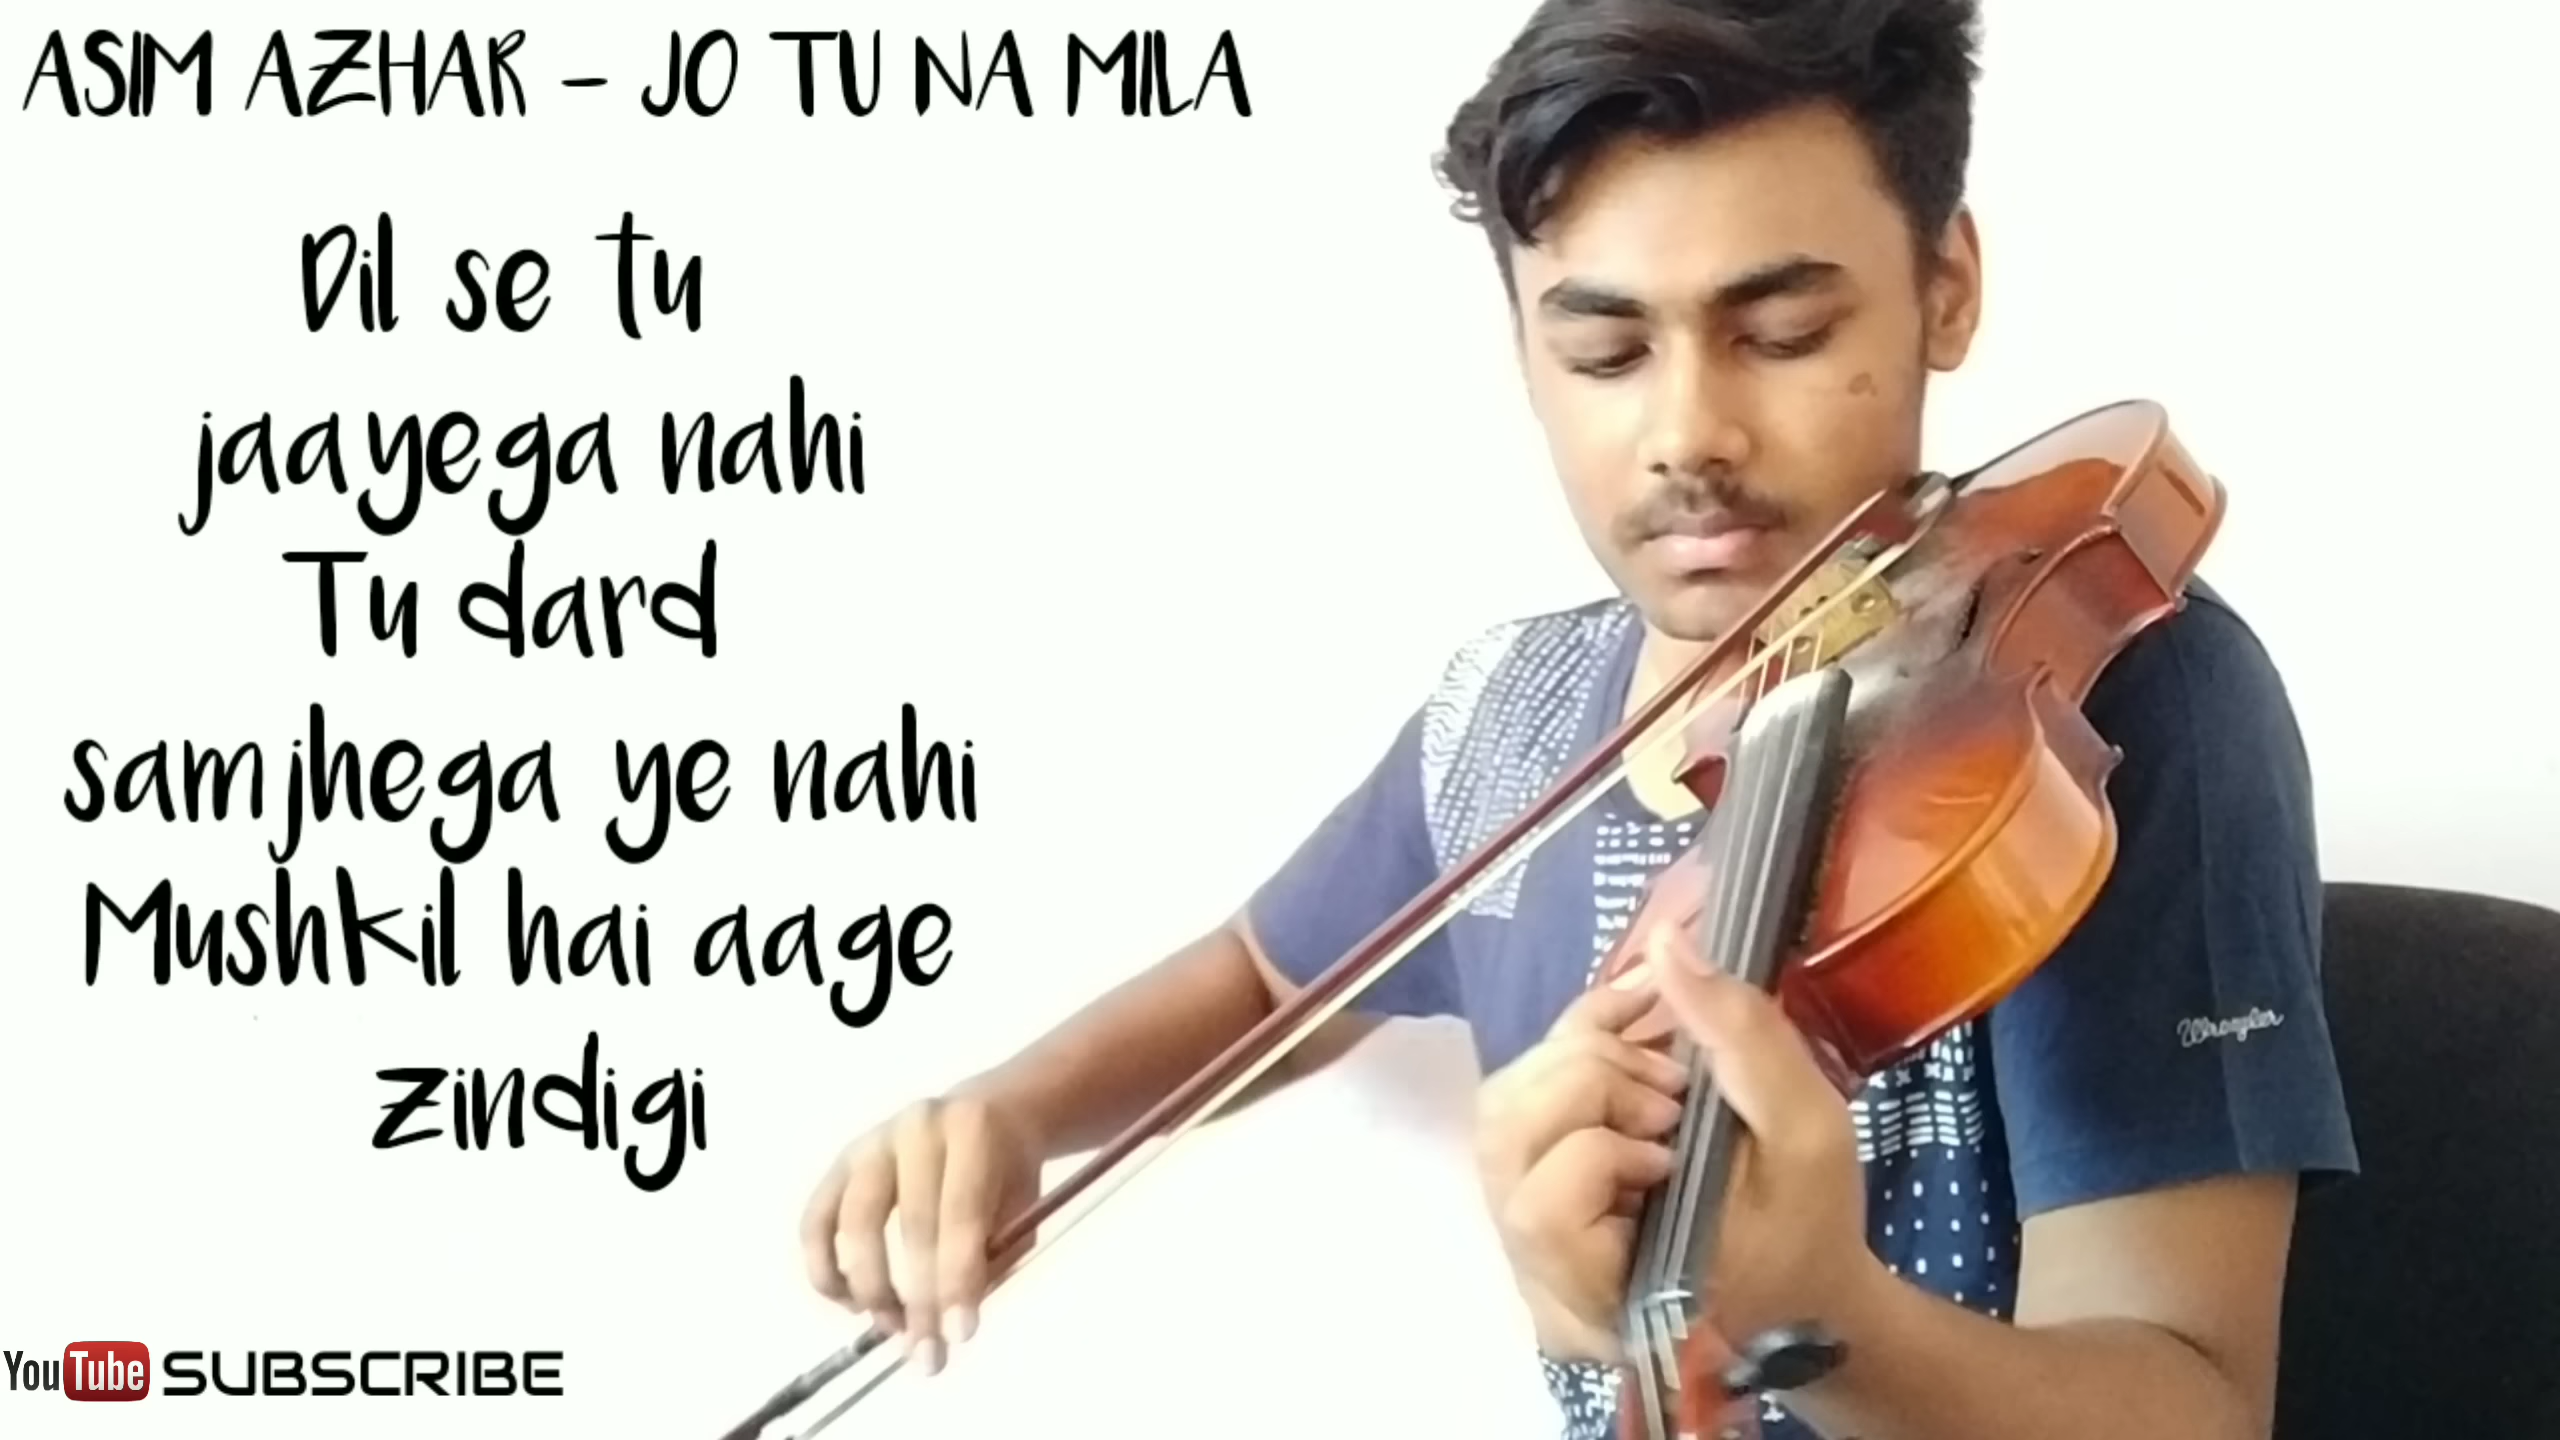 ASIM AZHAR - JO TU NA MILA
Dil se tu
jaayega nahi
Tu dard
samjhega ye nahi
Mushkil hai aage
zindigi
Wrangler
YouTube SUBSCRIBE